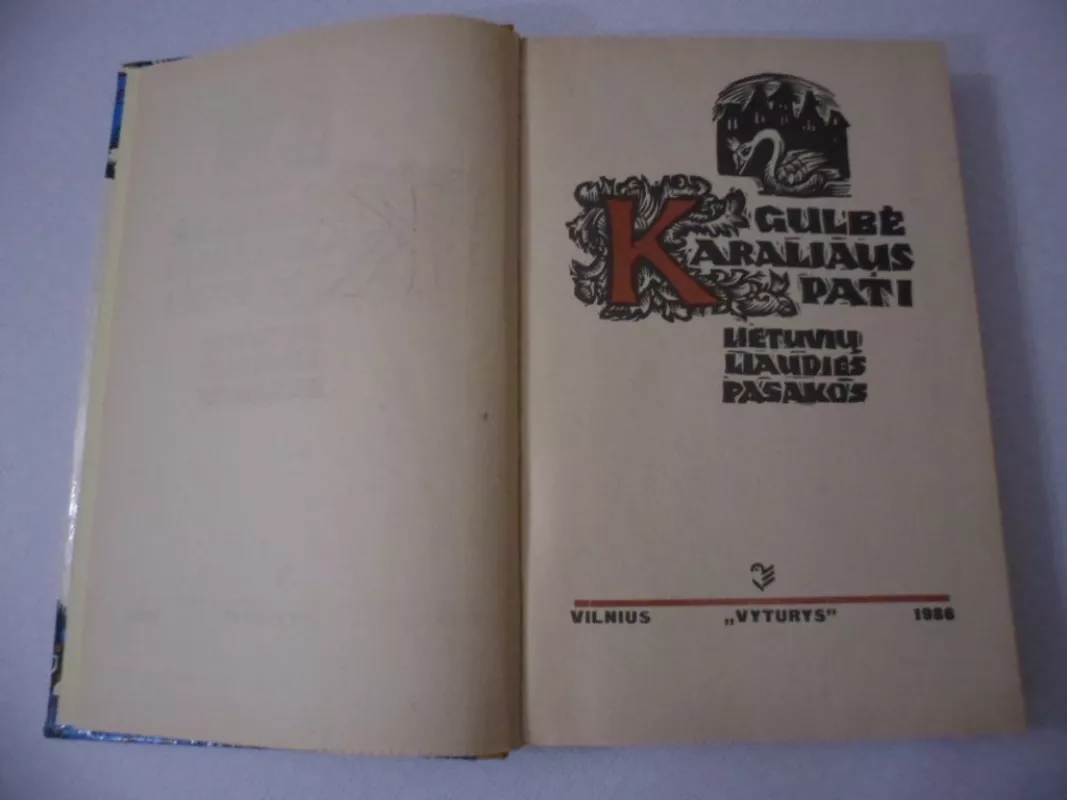 GULBĖ
KARALIAUS
PATI
LIETUVIŲ
LIAUDIES
PASAKOS
VILNIUS „VYTURYS“ 1986